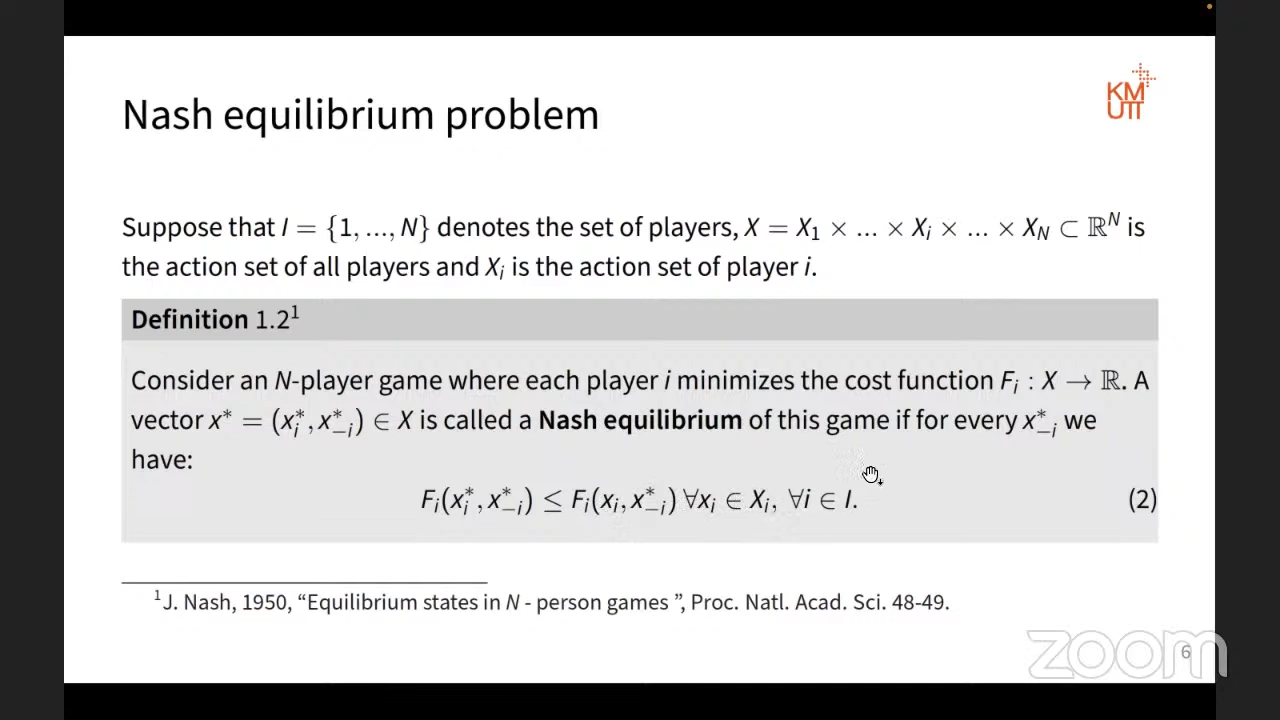 Nash equilibrium problem
KM
UTT
Suppose that I = {1, ..., N} denotes the set of players, X = X₁ × ... × Xᵢ × ... × X_N ⊂ ℝᴺ is
the action set of all players and Xᵢ is the action set of player i.
Definition 1.2¹
Consider an N-player game where each player i minimizes the cost function Fᵢ : X → ℝ. A
vector x* = (xᵢ*, x₋ᵢ*) ∈ X is called a Nash equilibrium of this game if for every x₋ᵢ* we
have:
Fᵢ(xᵢ*, x₋ᵢ*) ≤ Fᵢ(xᵢ, x₋ᵢ*) ∀xᵢ ∈ Xᵢ, ∀i ∈ I. (2)
¹J. Nash, 1950, “Equilibrium states in N - person games ”, Proc. Natl. Acad. Sci. 48-49.
zoom
6